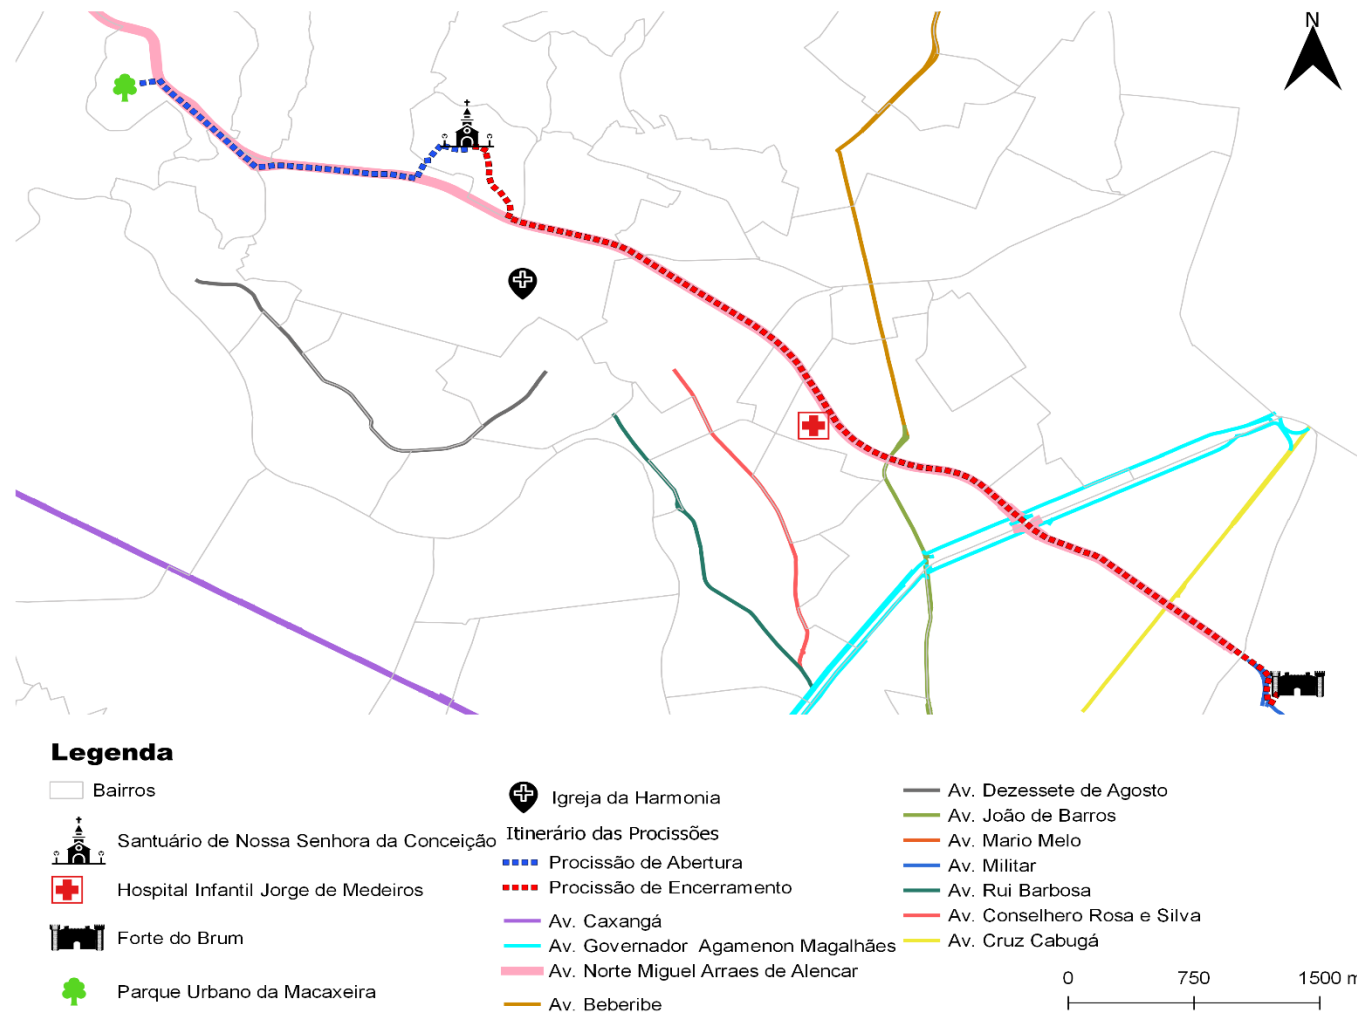 N
Legenda
Bairros
Santuário de Nossa Senhora da Conceição
Hospital Infantil Jorge de Medeiros
Forte do Brum
Parque Urbano da Macaxeira
Igreja da Harmonia
Itinerário das Procissões
Procissão de Abertura
Procissão de Encerramento
Av. Caxangá
Av. Governador Agamenon Magalhães
Av. Norte Miguel Arraes de Alencar
Av. Beberibe
Av. Dezessete de Agosto
Av. João de Barros
Av. Mario Melo
Av. Militar
Av. Rui Barbosa
Av. Conselhero Rosa e Silva
Av. Cruz Cabugá
0 750 1500 m